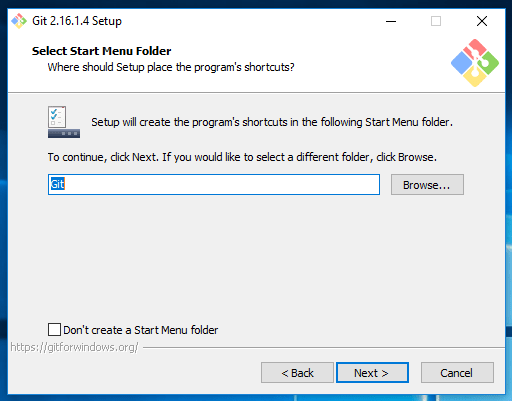 Git 2.16.1.4 Setup
Select Start Menu Folder
Where should Setup place the program's shortcuts?
Setup will create the program's shortcuts in the following Start Menu folder.
To continue, click Next. If you would like to select a different folder, click Browse.
Git
Browse...
Don't create a Start Menu folder
https://gitforwindows.org/
< Back
Next >
Cancel